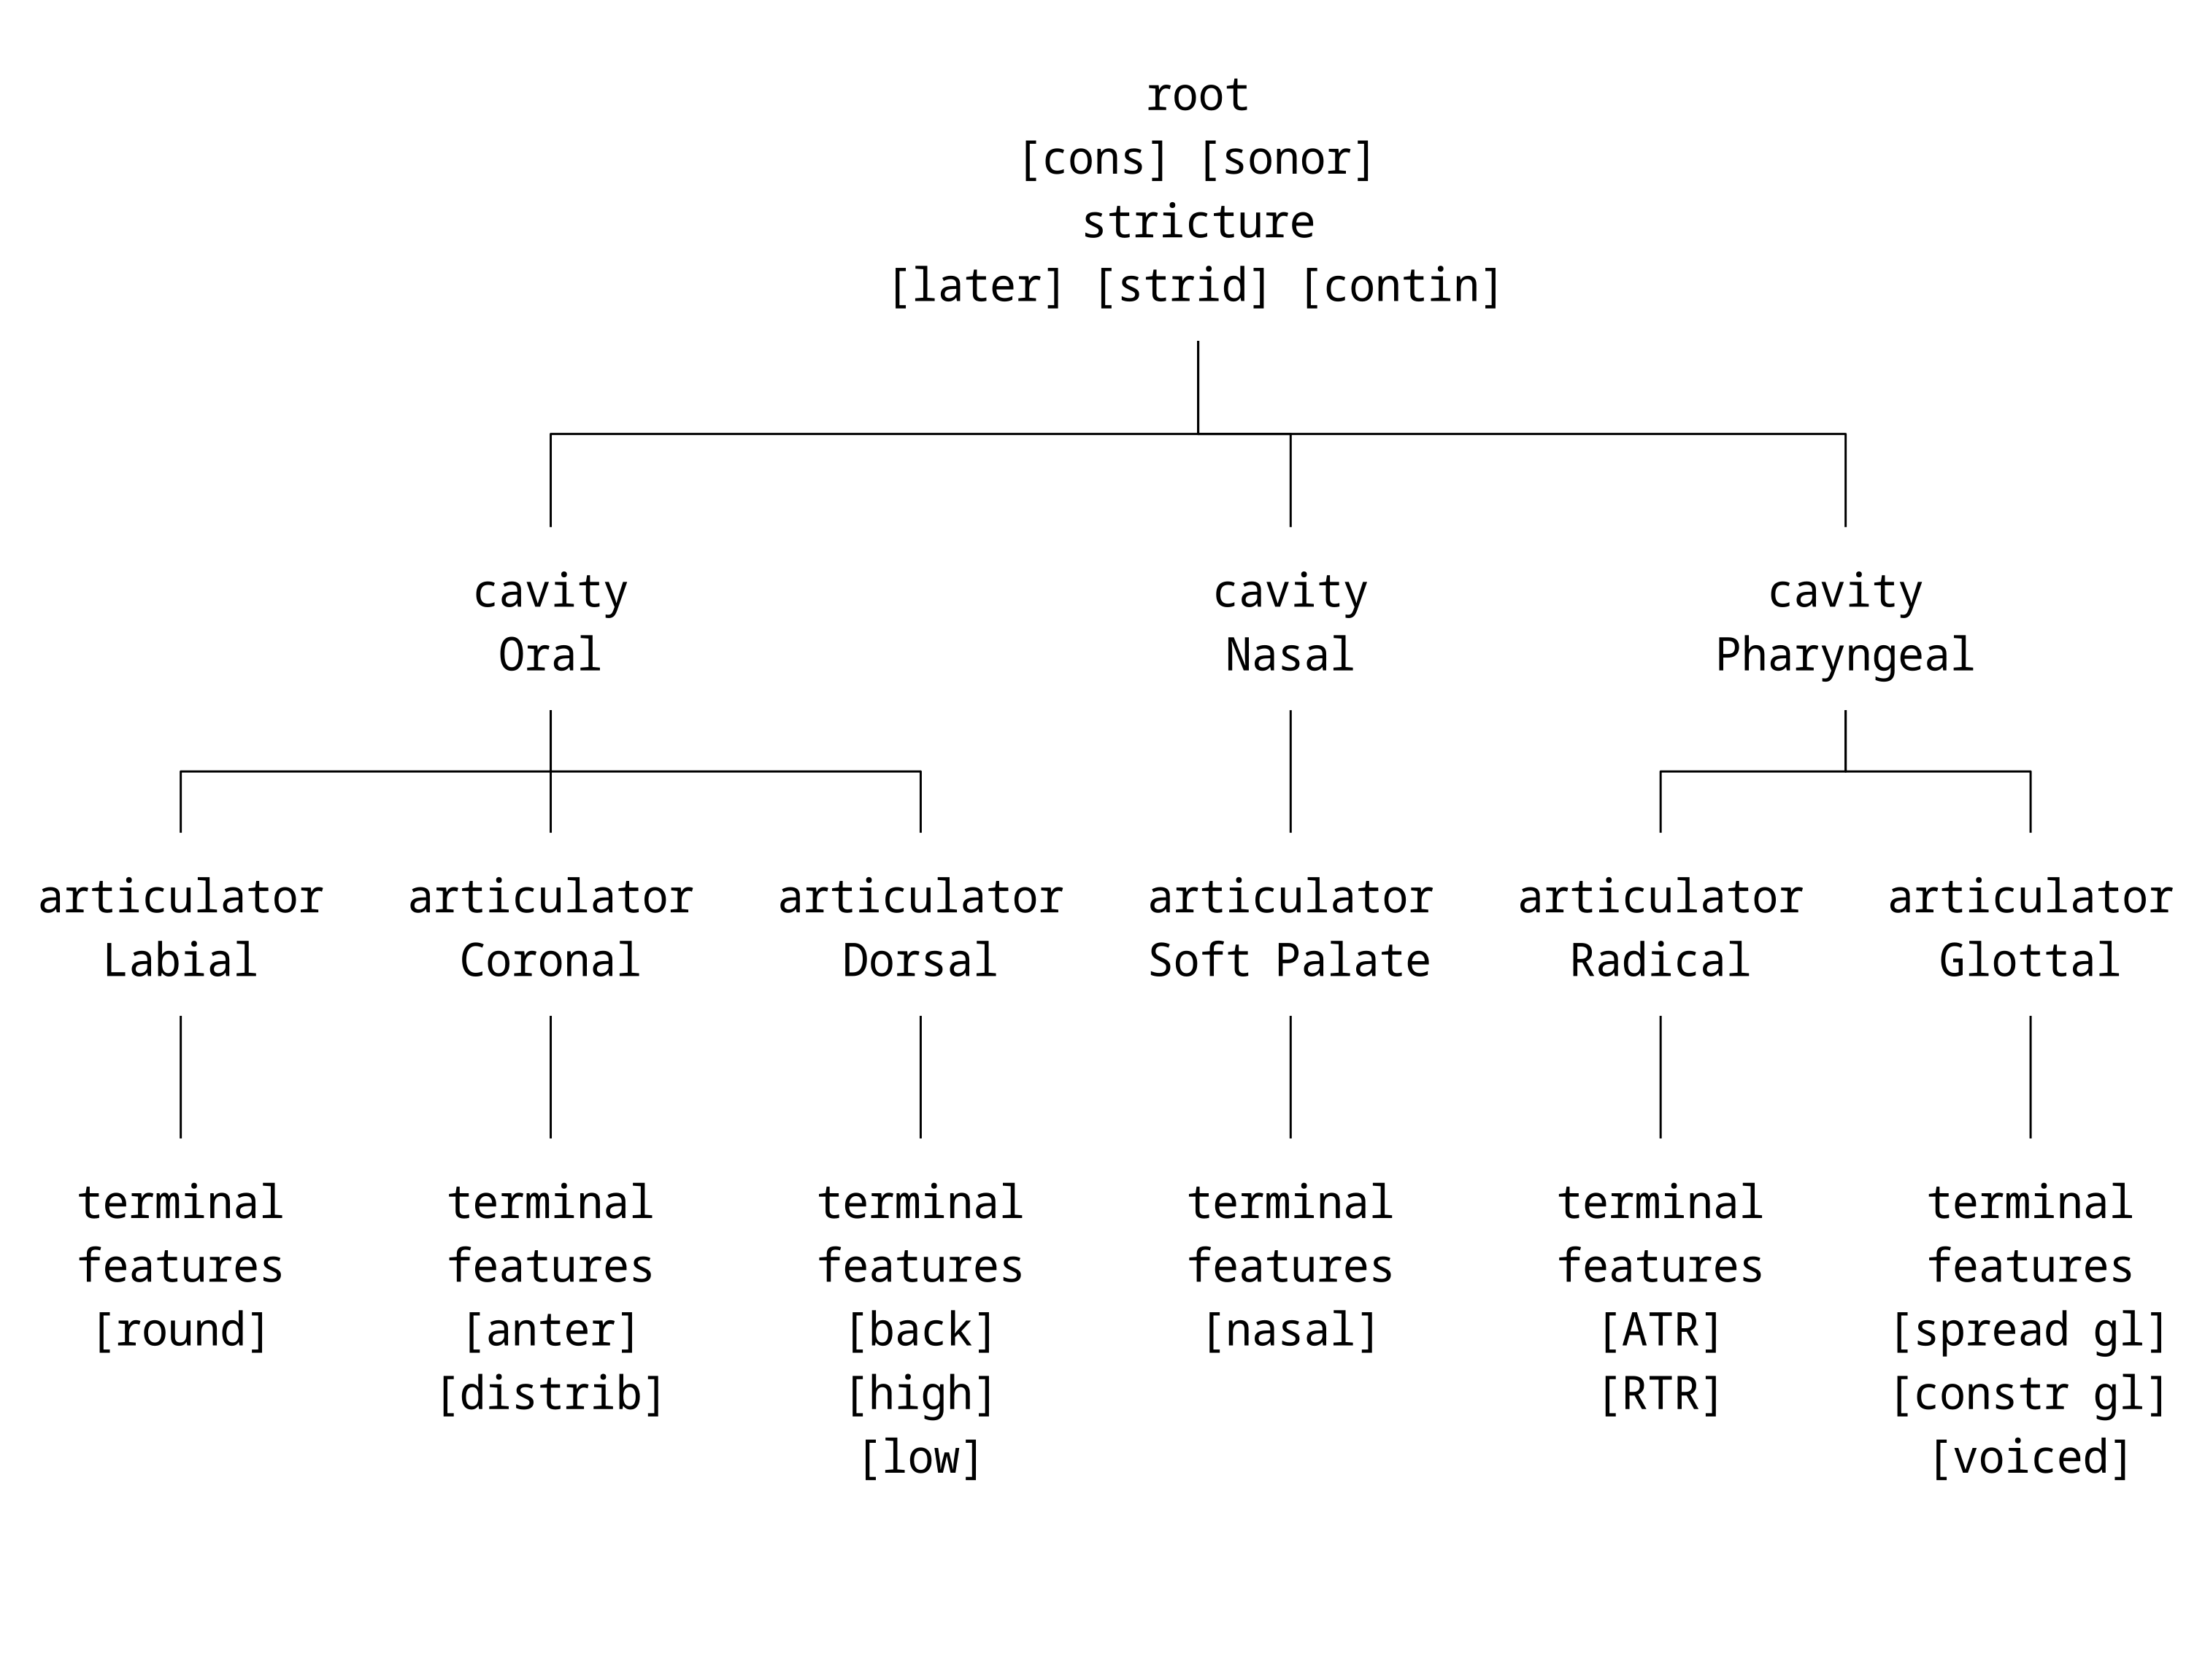 root
[cons] [sonor]
stricture
[later] [strid] [contin]
cavity
Oral
cavity
Nasal
cavity
Pharyngeal
articulator
Labial
articulator
Coronal
articulator
Dorsal
articulator
Soft Palate
articulator
Radical
articulator
Glottal
terminal
features
[round]
terminal
features
[anter]
[distrib]
terminal
features
[back]
[high]
[low]
terminal
features
[nasal]
terminal
features
[ATR]
[RTR]
terminal
features
[spread gl]
[constr gl]
[voiced]